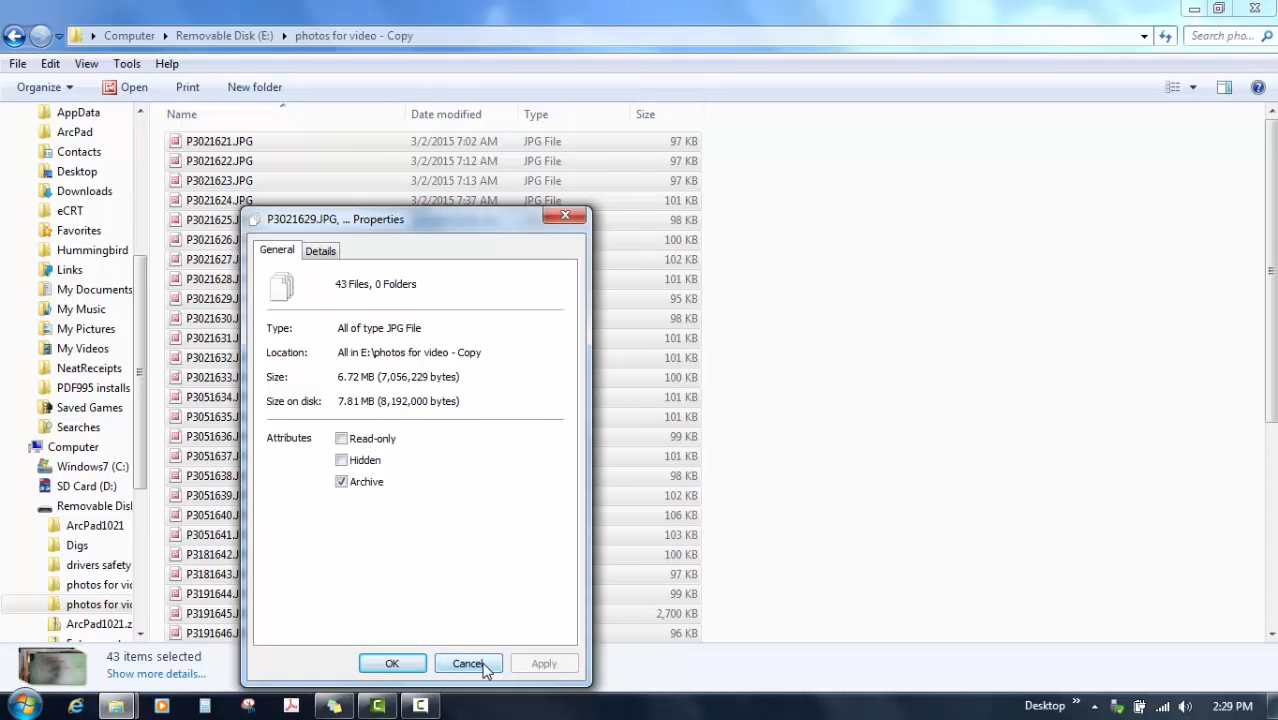 Computer Removable Disk (E:) photos for video - Copy Search pho...
File Edit View Tools Help
Organize Open Print New folder
Name Date modified Type Size
AppData
ArcPad
Contacts
Desktop
Downloads
eCRT
Favorites
Hummingbird
Links
My Documents
My Music
My Pictures
My Videos
NeatReceipts
PDF995 installs
Saved Games
Searches
Computer
Windows7 (C:)
SD Card (D:)
Removable Disk
ArcPad1021
Digs
drivers safety
photos for vid
photos for vid
ArcPad1021.z
P3021621.JPG 3/2/2015 7:02 AM JPG File 97 KB
P3021622.JPG 3/2/2015 7:12 AM JPG File 97 KB
P3021623.JPG 3/2/2015 7:13 AM JPG File 97 KB
P3021624.JPG 3/2/2015 7:37 AM JPG File 101 KB
P3021625.J 98 KB
P3021626.J 100 KB
P3021627.J 102 KB
P3021628.J 101 KB
P3021629.J 95 KB
P3021630.J 98 KB
P3021631.J 101 KB
P3021632.J 101 KB
P3021633.J 100 KB
P3051634.J 101 KB
P3051635.J 101 KB
P3051636.J 99 KB
P3051637.J 101 KB
P3051638.J 98 KB
P3051639.J 102 KB
P3051640.J 106 KB
P3051641.J 103 KB
P3181642.J 100 KB
P3181643.J 97 KB
P3191644.J 99 KB
P3191645.J 2,700 KB
P3191646.J 96 KB
P3021629.JPG, ... Properties
General Details
43 Files, 0 Folders
Type: All of type JPG File
Location: All in E:\photos for video - Copy
Size: 6.72 MB (7,056,229 bytes)
Size on disk: 7.81 MB (8,192,000 bytes)
Attributes Read-only
Hidden
Archive
OK Cancel Apply
43 items selected
Show more details...
Desktop 2:29 PM